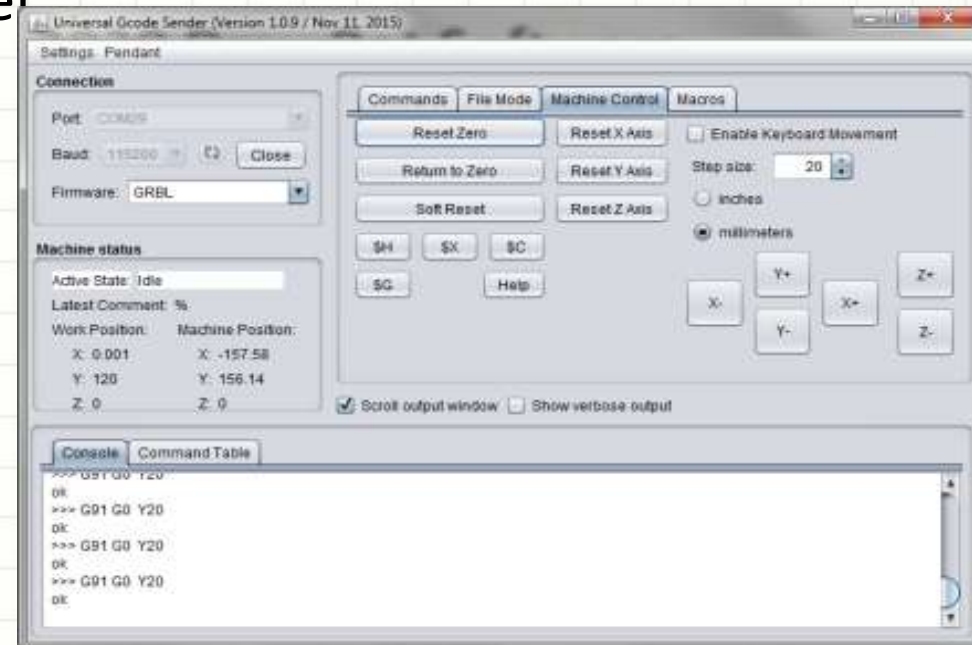 Universal Gcode Sender (Version 1.0.9 / Nov 11, 2015)
Settings Pendant
Connection
Port:
Baud: 115200 Close
Firmware: GRBL
Machine status
Active State: Idle
Latest Comment: %
Work Position: Machine Position:
X: 0.001 X: -157.58
Y: 120 Y: 156.14
Z: 0 Z: 0
Commands File Mode Machine Control Macros
Reset Zero Reset X Axis Enable Keyboard Movement
Return to Zero Reset Y Axis Step size: 20
Soft Reset Reset Z Axis inches
millimeters
$H $X $C
$G Help
Y+ Z+
X- X+
Y- Z-
Scroll output window Show verbose output
Console Command Table
>>> G91 G0 Y20
ok
>>> G91 G0 Y20
ok
>>> G91 G0 Y20
ok
>>> G91 G0 Y20
ok